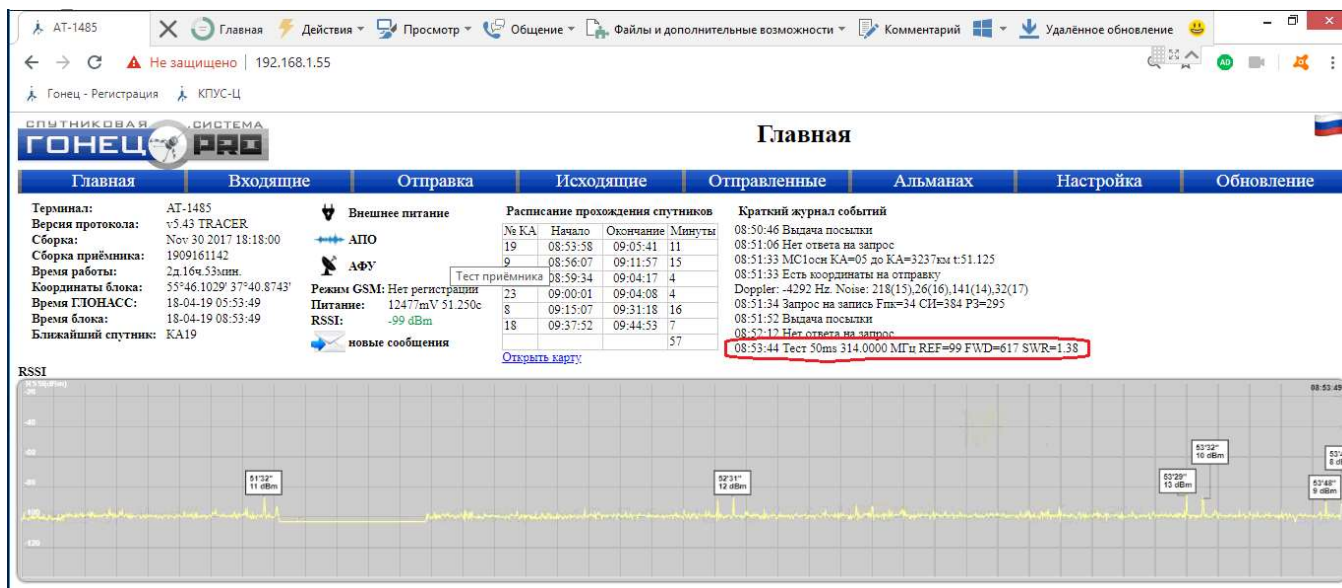 AT-1485
Главная
Действия
Просмотр
Общение
Файлы и дополнительные возможности
Комментарий
Удалённое обновление
Не защищено 192.168.1.55
AD
Гонец - Регистрация КПУС-Ц
СПУТНИКОВАЯ СИСТЕМА
ГОНЕЦ PRO
Главная
Главная Входящие Отправка Исходящие Отправленные Альманах Настройка Обновление
Терминал: АТ-1485
Версия протокола: v5.43 TRACER
Сборка: Nov 30 2017 18:18:00
Сборка приёмника: 1909161142
Время работы: 2д.16ч.53мин.
Координаты блока: 55°46.1029' 37°40.8743'
Время ГЛОНАСС: 18-04-19 05:53:49
Время блока: 18-04-19 08:53:49
Ближайший спутник: КА19
Внешнее питание
АПО
АФУ
Тест приёмника
Режим GSM: Нет регистрации
Питание: 12477mV 51.250c
RSSI: -99 dBm
новые сообщения
Расписание прохождения спутников
№ КА Начало Окончание Минуты
19 08:53:58 09:05:41 11
9 08:56:07 09:11:57 15
08:59:34 09:04:17 4
23 09:00:01 09:04:08 4
8 09:15:07 09:31:18 16
18 09:37:52 09:44:53 7
57
Открыть карту
Краткий журнал событий
08:50:46 Выдача посылки
08:51:06 Нет ответа на запрос
08:51:33 МС1осн КА=05 до КА=3237км t:51.125
08:51:33 Есть координаты на отправку
Doppler: -4292 Hz. Noise: 218(15),26(16),141(14),32(17)
08:51:34 Запрос на запись Fпк=34 СИ=384 РЗ=295
08:51:52 Выдача посылки
08:52:12 Нет ответа на запрос
08:53:44 Тест 50ms 314.0000 МГц REF=99 FWD=617 SWR=1.38
RSSI
08:53:49
-20
-40
-60
-80
-100
-120
51'32"
11 dBm
52'31"
12 dBm
53'29"
13 dBm
53'32"
10 dBm
53'48"
9 dBm